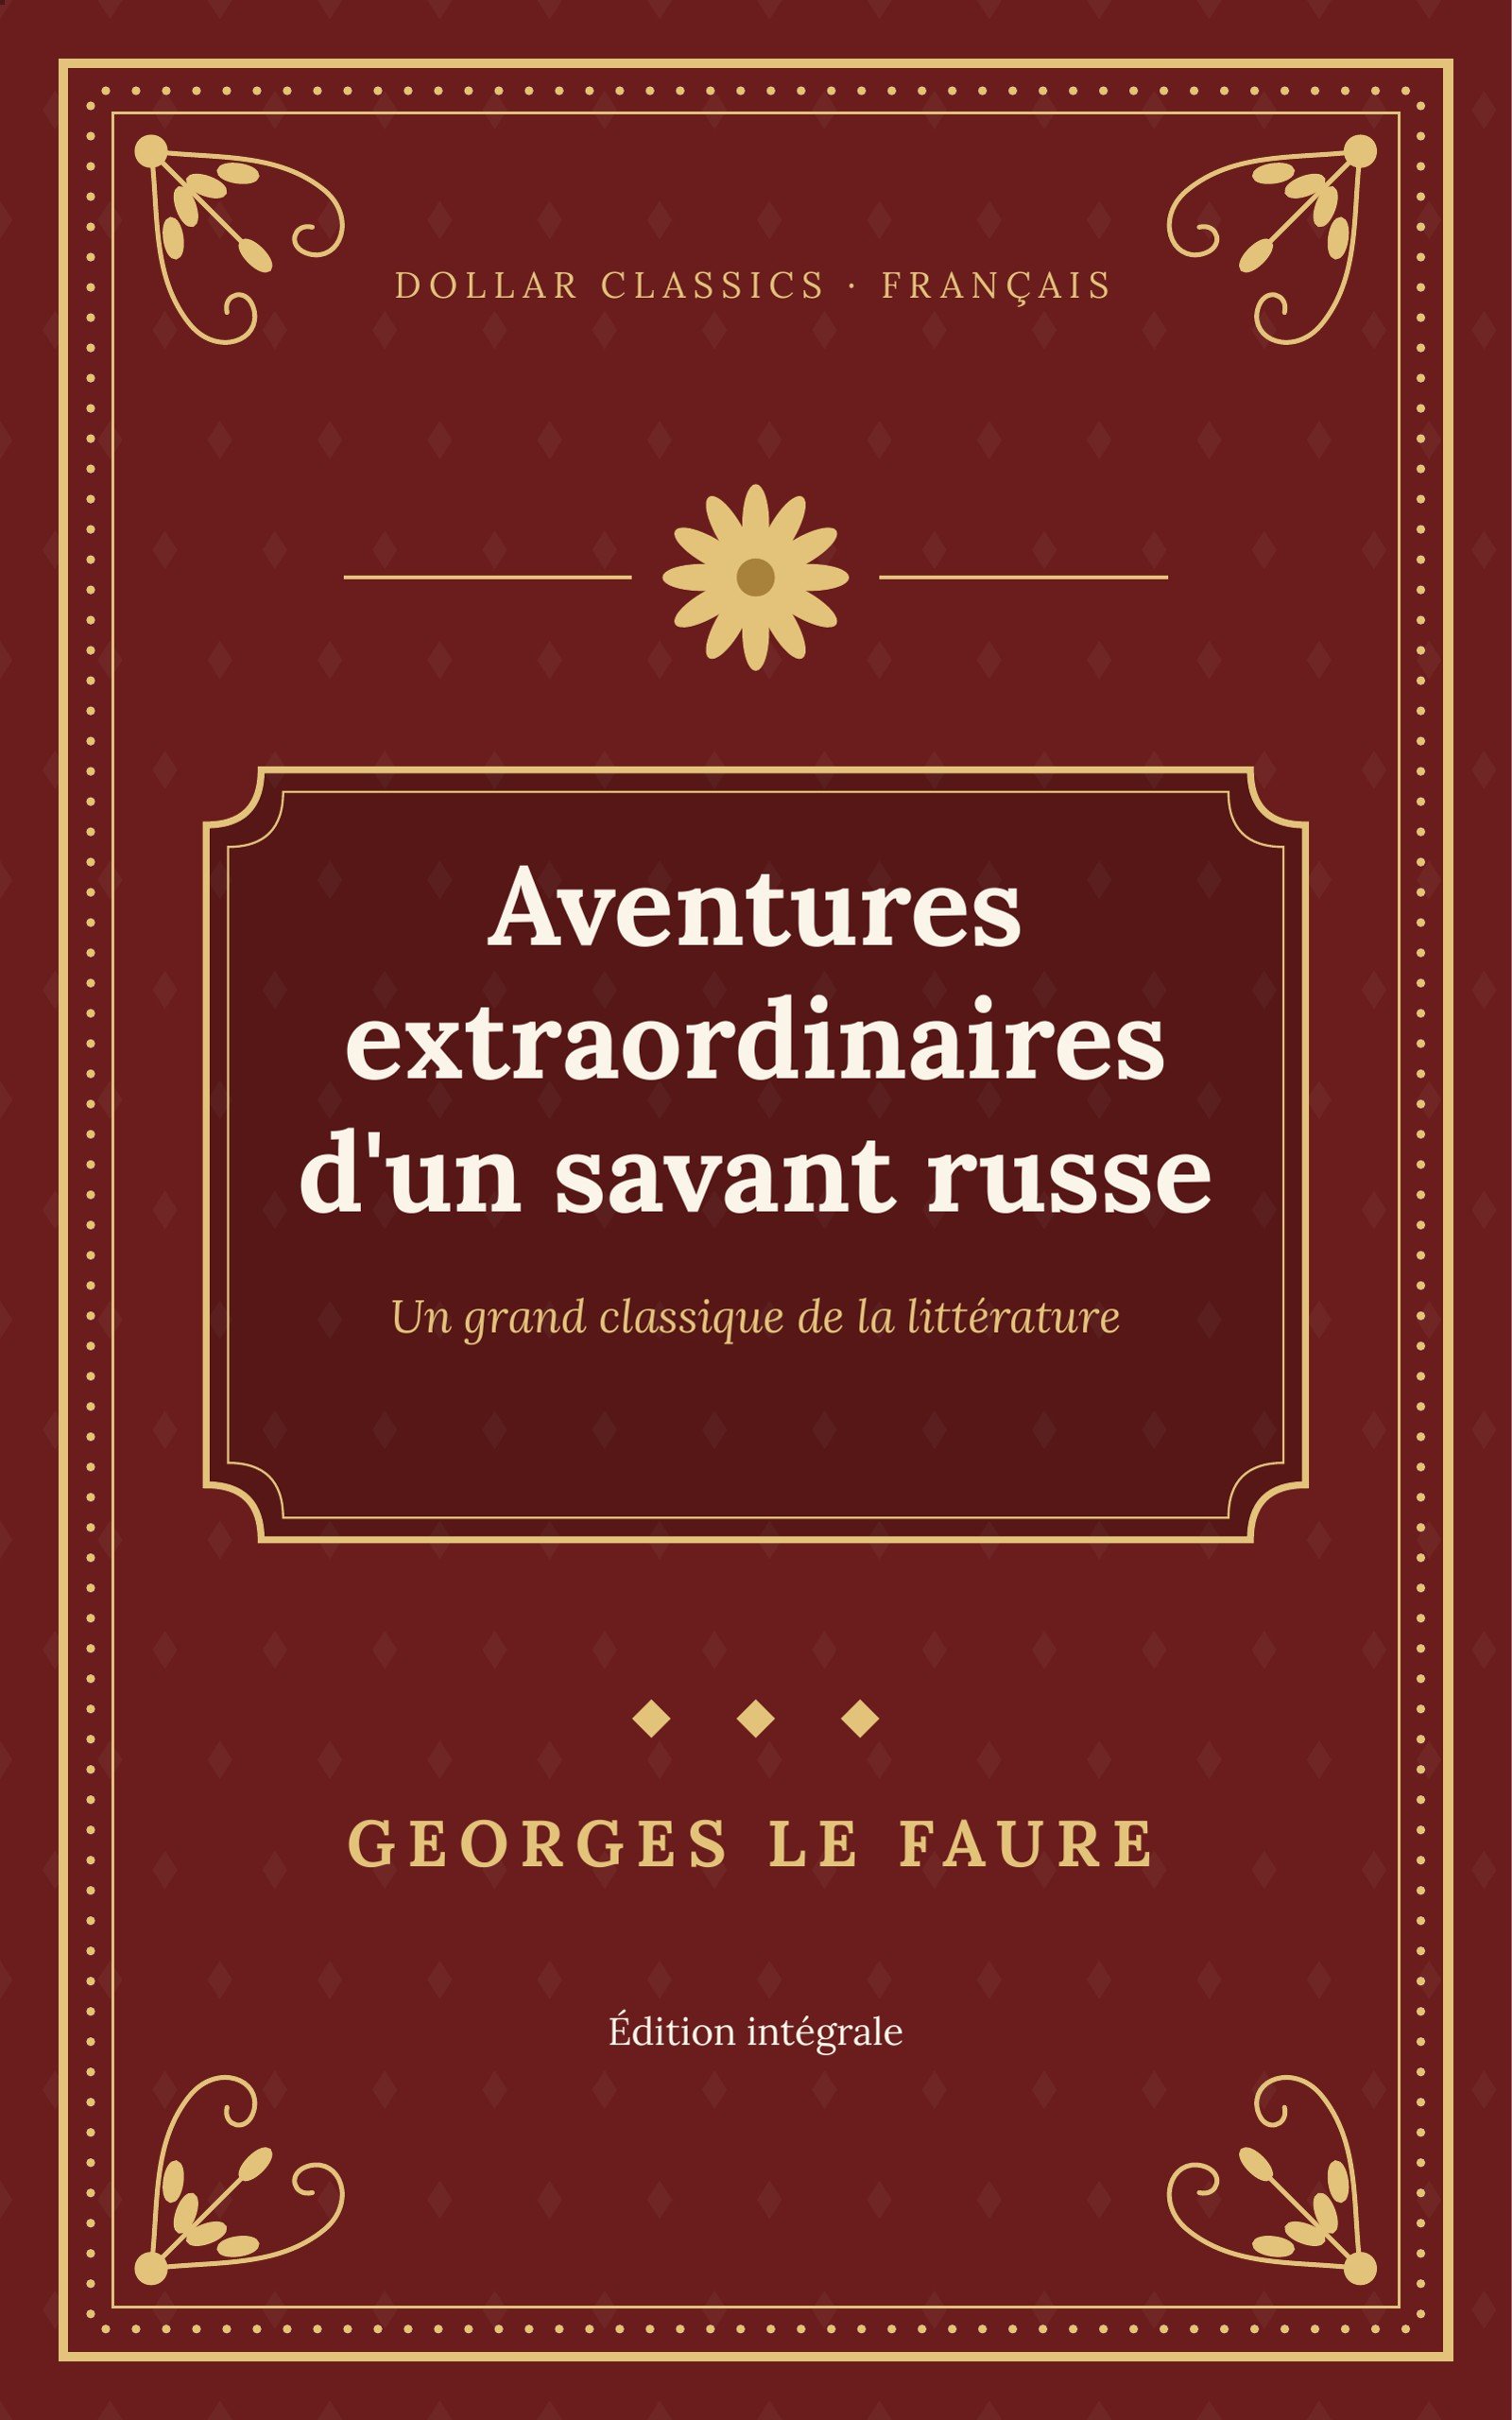 DOLLAR CLASSICS · FRANÇAIS
Aventures
extraordinaires
d'un savant russe
Un grand classique de la littérature
GEORGES LE FAURE
Édition intégrale